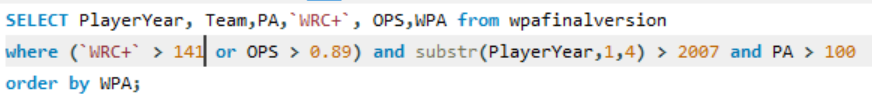 SELECT PlayerYear, Team,PA,`WRC+`, OPS,WPA from wpafinalversion
where (`WRC+` > 141 or OPS > 0.89) and substr(PlayerYear,1,4) > 2007 and PA > 100
order by WPA;